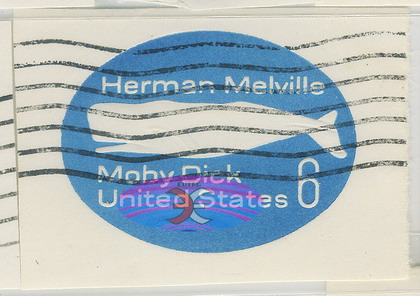 Herman Melville
Moby Dick
United States 6